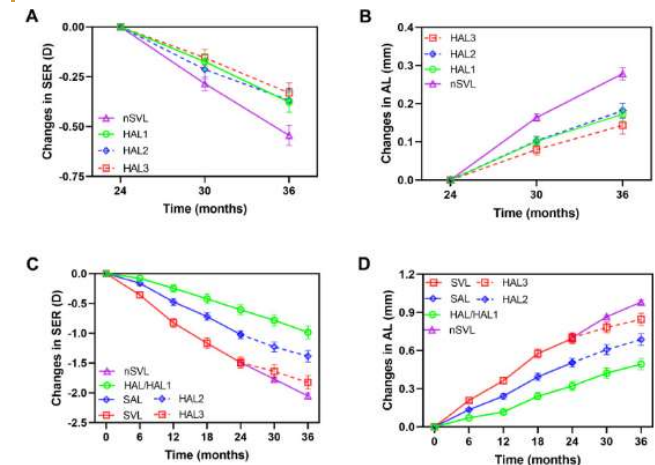 A
Changes in SER (D)
0.00
-0.25
-0.50
-0.75
nSVL
HAL1
HAL2
HAL3
24
30
36
Time (months)
B
Changes in AL (mm)
0.4
0.3
0.2
0.1
0.0
HAL3
HAL2
HAL1
nSVL
24
30
36
Time (months)
C
Changes in SER (D)
0.0
-0.5
-1.0
-1.5
-2.0
-2.5
nSVL
HAL/HAL1
SAL HAL2
SVL HAL3
0 6 12 18 24 30 36
Time (months)
D
Changes in AL (mm)
1.2
0.9
0.6
0.3
0.0
SVL HAL3
SAL HAL2
HAL/HAL1
nSVL
0 6 12 18 24 30 36
Time (months)